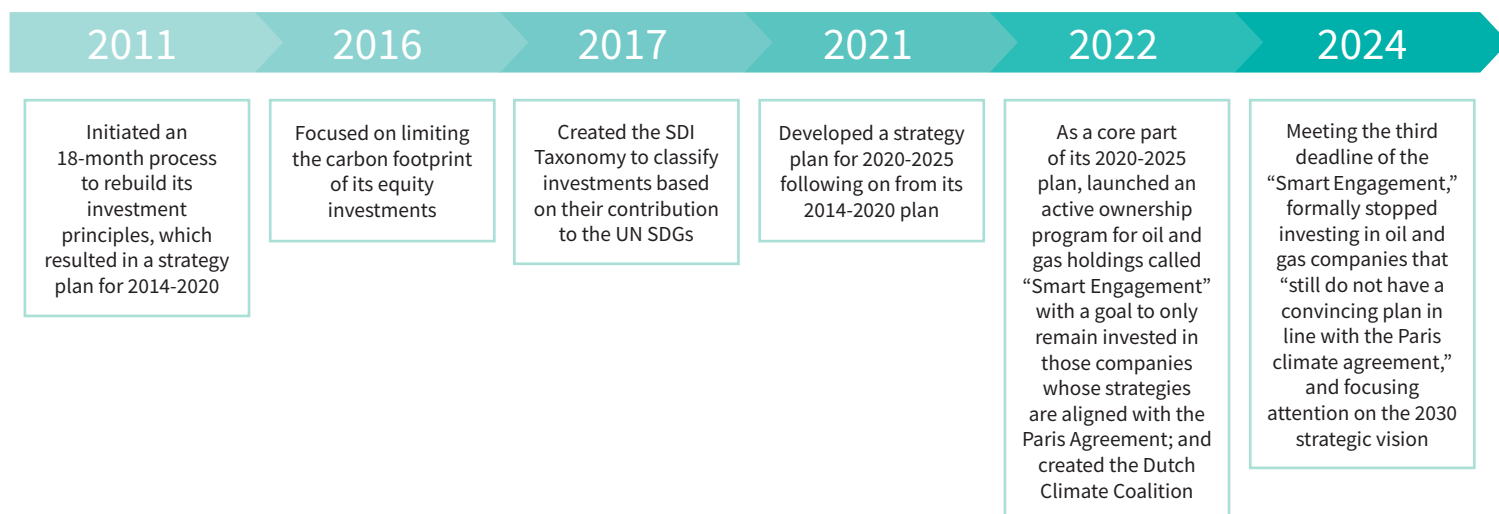 2011
2016
2017
2021
2022
2024
Initiated an
18-month process
to rebuild its
investment
principles, which
resulted in a strategy
plan for 2014-2020
Focused on limiting
the carbon footprint
of its equity
investments
Created the SDI
Taxonomy to classify
investments based
on their contribution
to the UN SDGs
Developed a strategy
plan for 2020-2025
following on from its
2014-2020 plan
As a core part
of its 2020-2025
plan, launched an
active ownership
program for oil and
gas holdings called
“Smart Engagement”
with a goal to only
remain invested in
those companies
whose strategies
are aligned with the
Paris Agreement; and
created the Dutch
Climate Coalition
Meeting the third
deadline of the
“Smart Engagement,”
formally stopped
investing in oil and
gas companies that
“still do not have a
convincing plan in
line with the Paris
climate agreement,”
and focusing
attention on the 2030
strategic vision